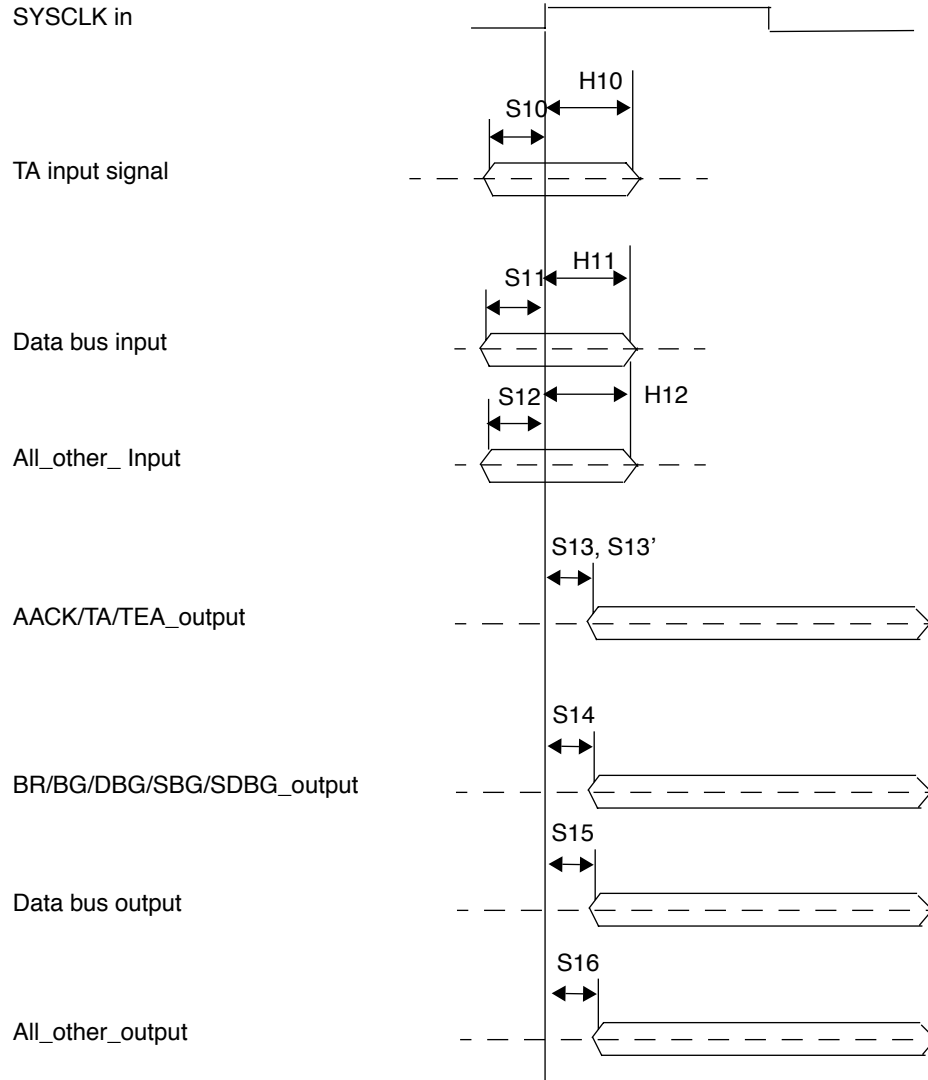 SYSCLK in
H10
S10
TA input signal
H11
S11
Data bus input
S12
H12
All_other_ Input
S13, S13’
AACK/TA/TEA_output
S14
BR/BG/DBG/SBG/SDBG_output
S15
Data bus output
S16
All_other_output